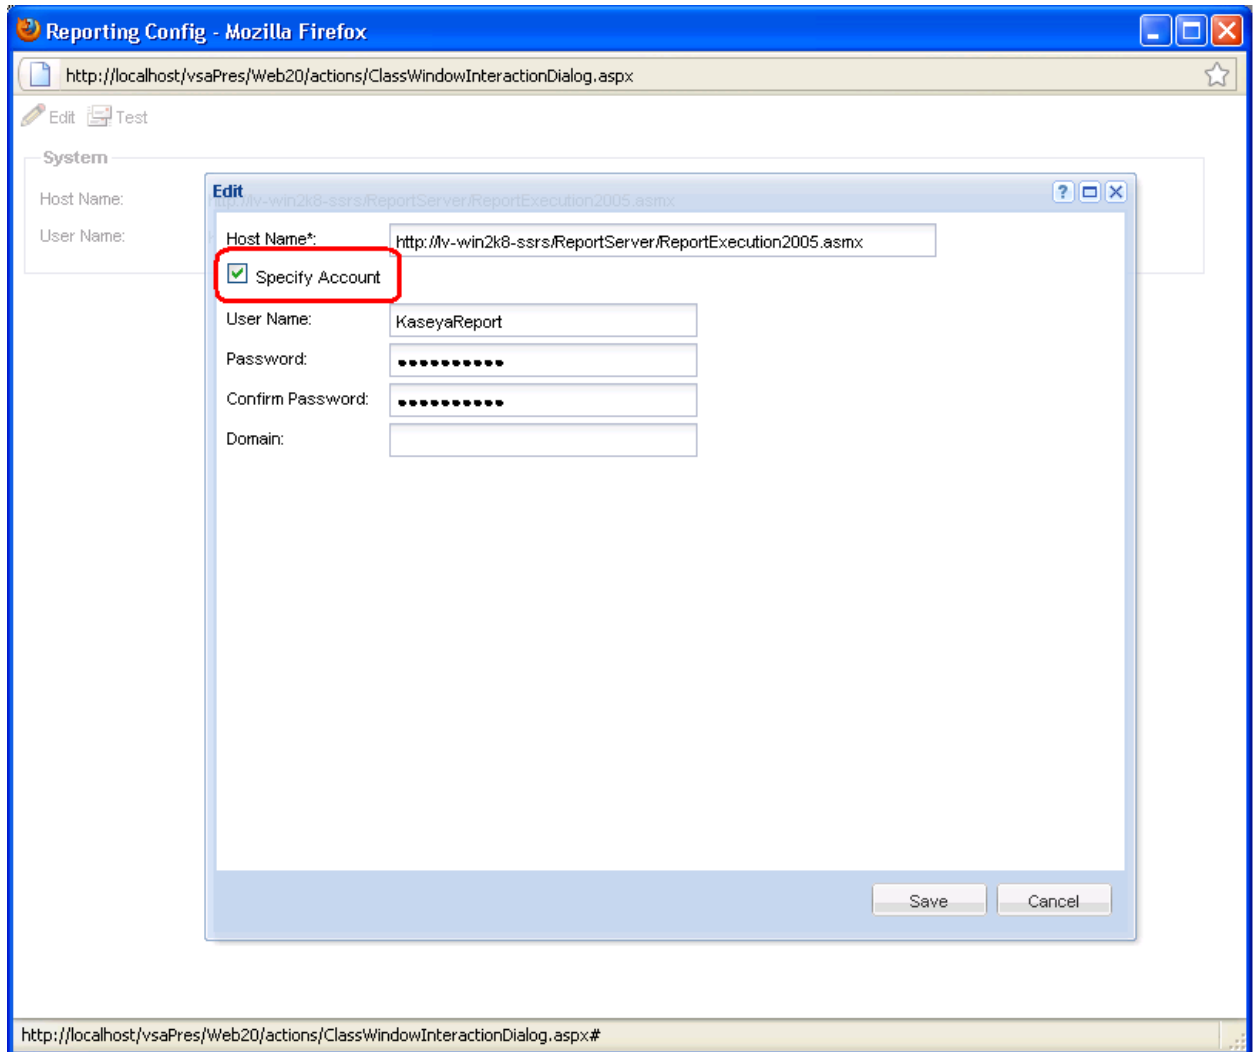 Reporting Config - Mozilla Firefox
http://localhost/vsaPres/Web20/actions/ClassWindowInteractionDialog.aspx
Edit Test
System
Host Name:
http://lv-win2k8-ssrs/ReportServer/ReportExecution2005.asmx
User Name:
Edit
?
Host Name*: http://lv-win2k8-ssrs/ReportServer/ReportExecution2005.asmx
Specify Account
User Name: KaseyaReport
Password: ●●●●●●●●●●
Confirm Password: ●●●●●●●●●●
Domain:
Save Cancel
http://localhost/vsaPres/Web20/actions/ClassWindowInteractionDialog.aspx#